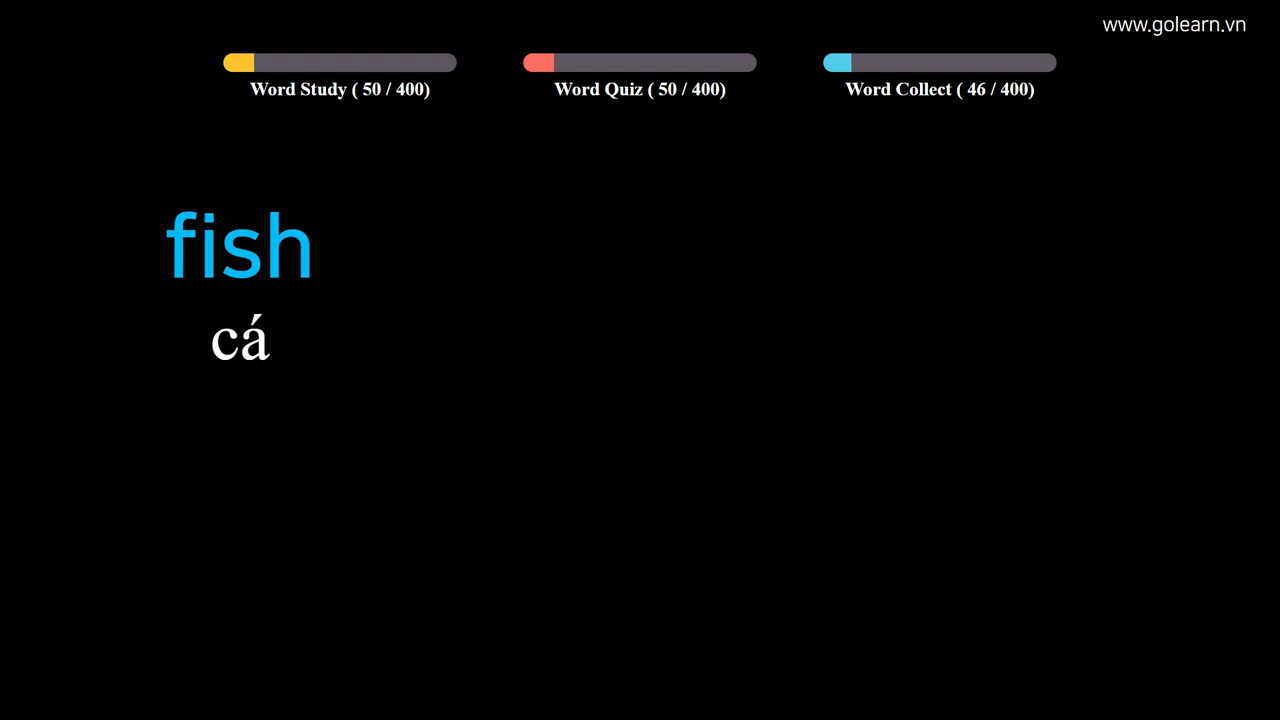 www.golearn.vn
Word Study ( 50 / 400)
Word Quiz ( 50 / 400)
Word Collect ( 46 / 400)
fish
cá